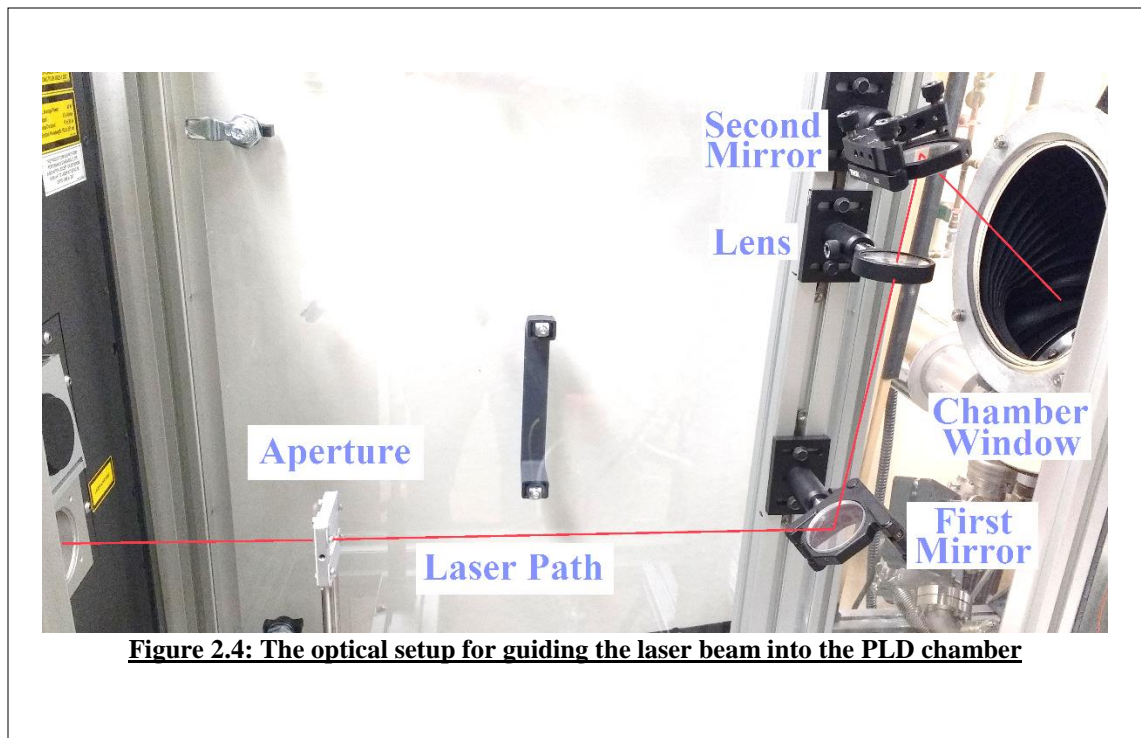 Second
Mirror
Lens
Chamber
Window
Aperture
First
Mirror
Laser Path
Figure 2.4: The optical setup for guiding the laser beam into the PLD chamber